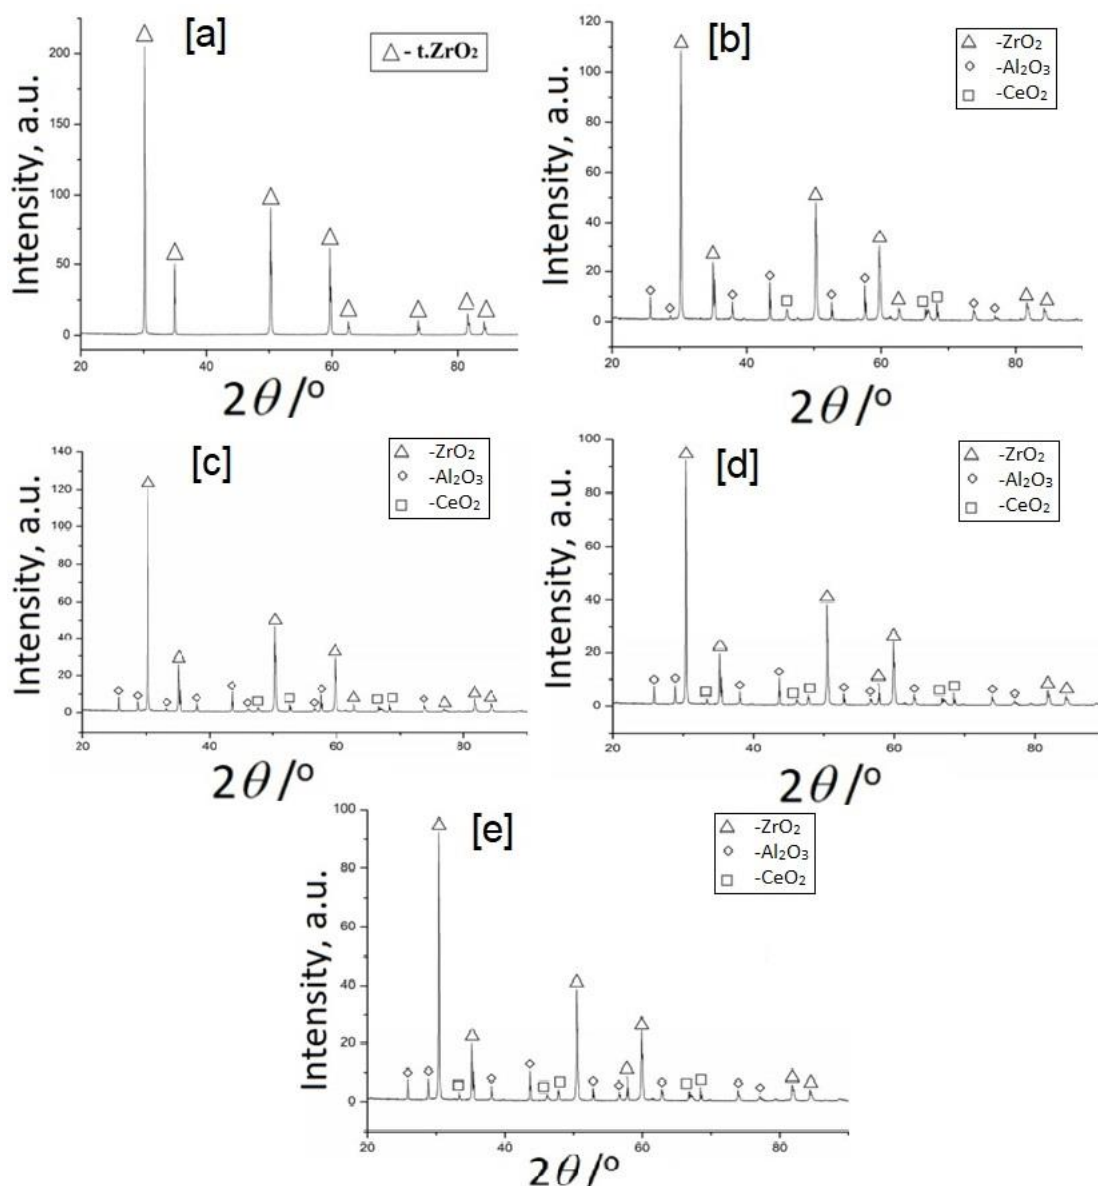 [a]
△ - t.ZrO₂
Intensity, a.u.
200
150
100
50
0
20 40 60 80
2θ/º
[b]
△ -ZrO₂
◇ -Al₂O₃
□ -CeO₂
Intensity, a.u.
120
100
80
60
40
20
0
20 40 60 80
2θ/º
[c]
△ -ZrO₂
◇ -Al₂O₃
□ -CeO₂
Intensity, a.u.
140
120
100
80
60
40
20
0
20 40 60 80
2θ/º
[d]
△ -ZrO₂
◇ -Al₂O₃
□ -CeO₂
Intensity, a.u.
100
80
60
40
20
0
20 40 60 80
2θ/º
[e]
△ -ZrO₂
◇ -Al₂O₃
□ -CeO₂
Intensity, a.u.
100
80
60
40
20
0
20 40 60 80
2θ/º